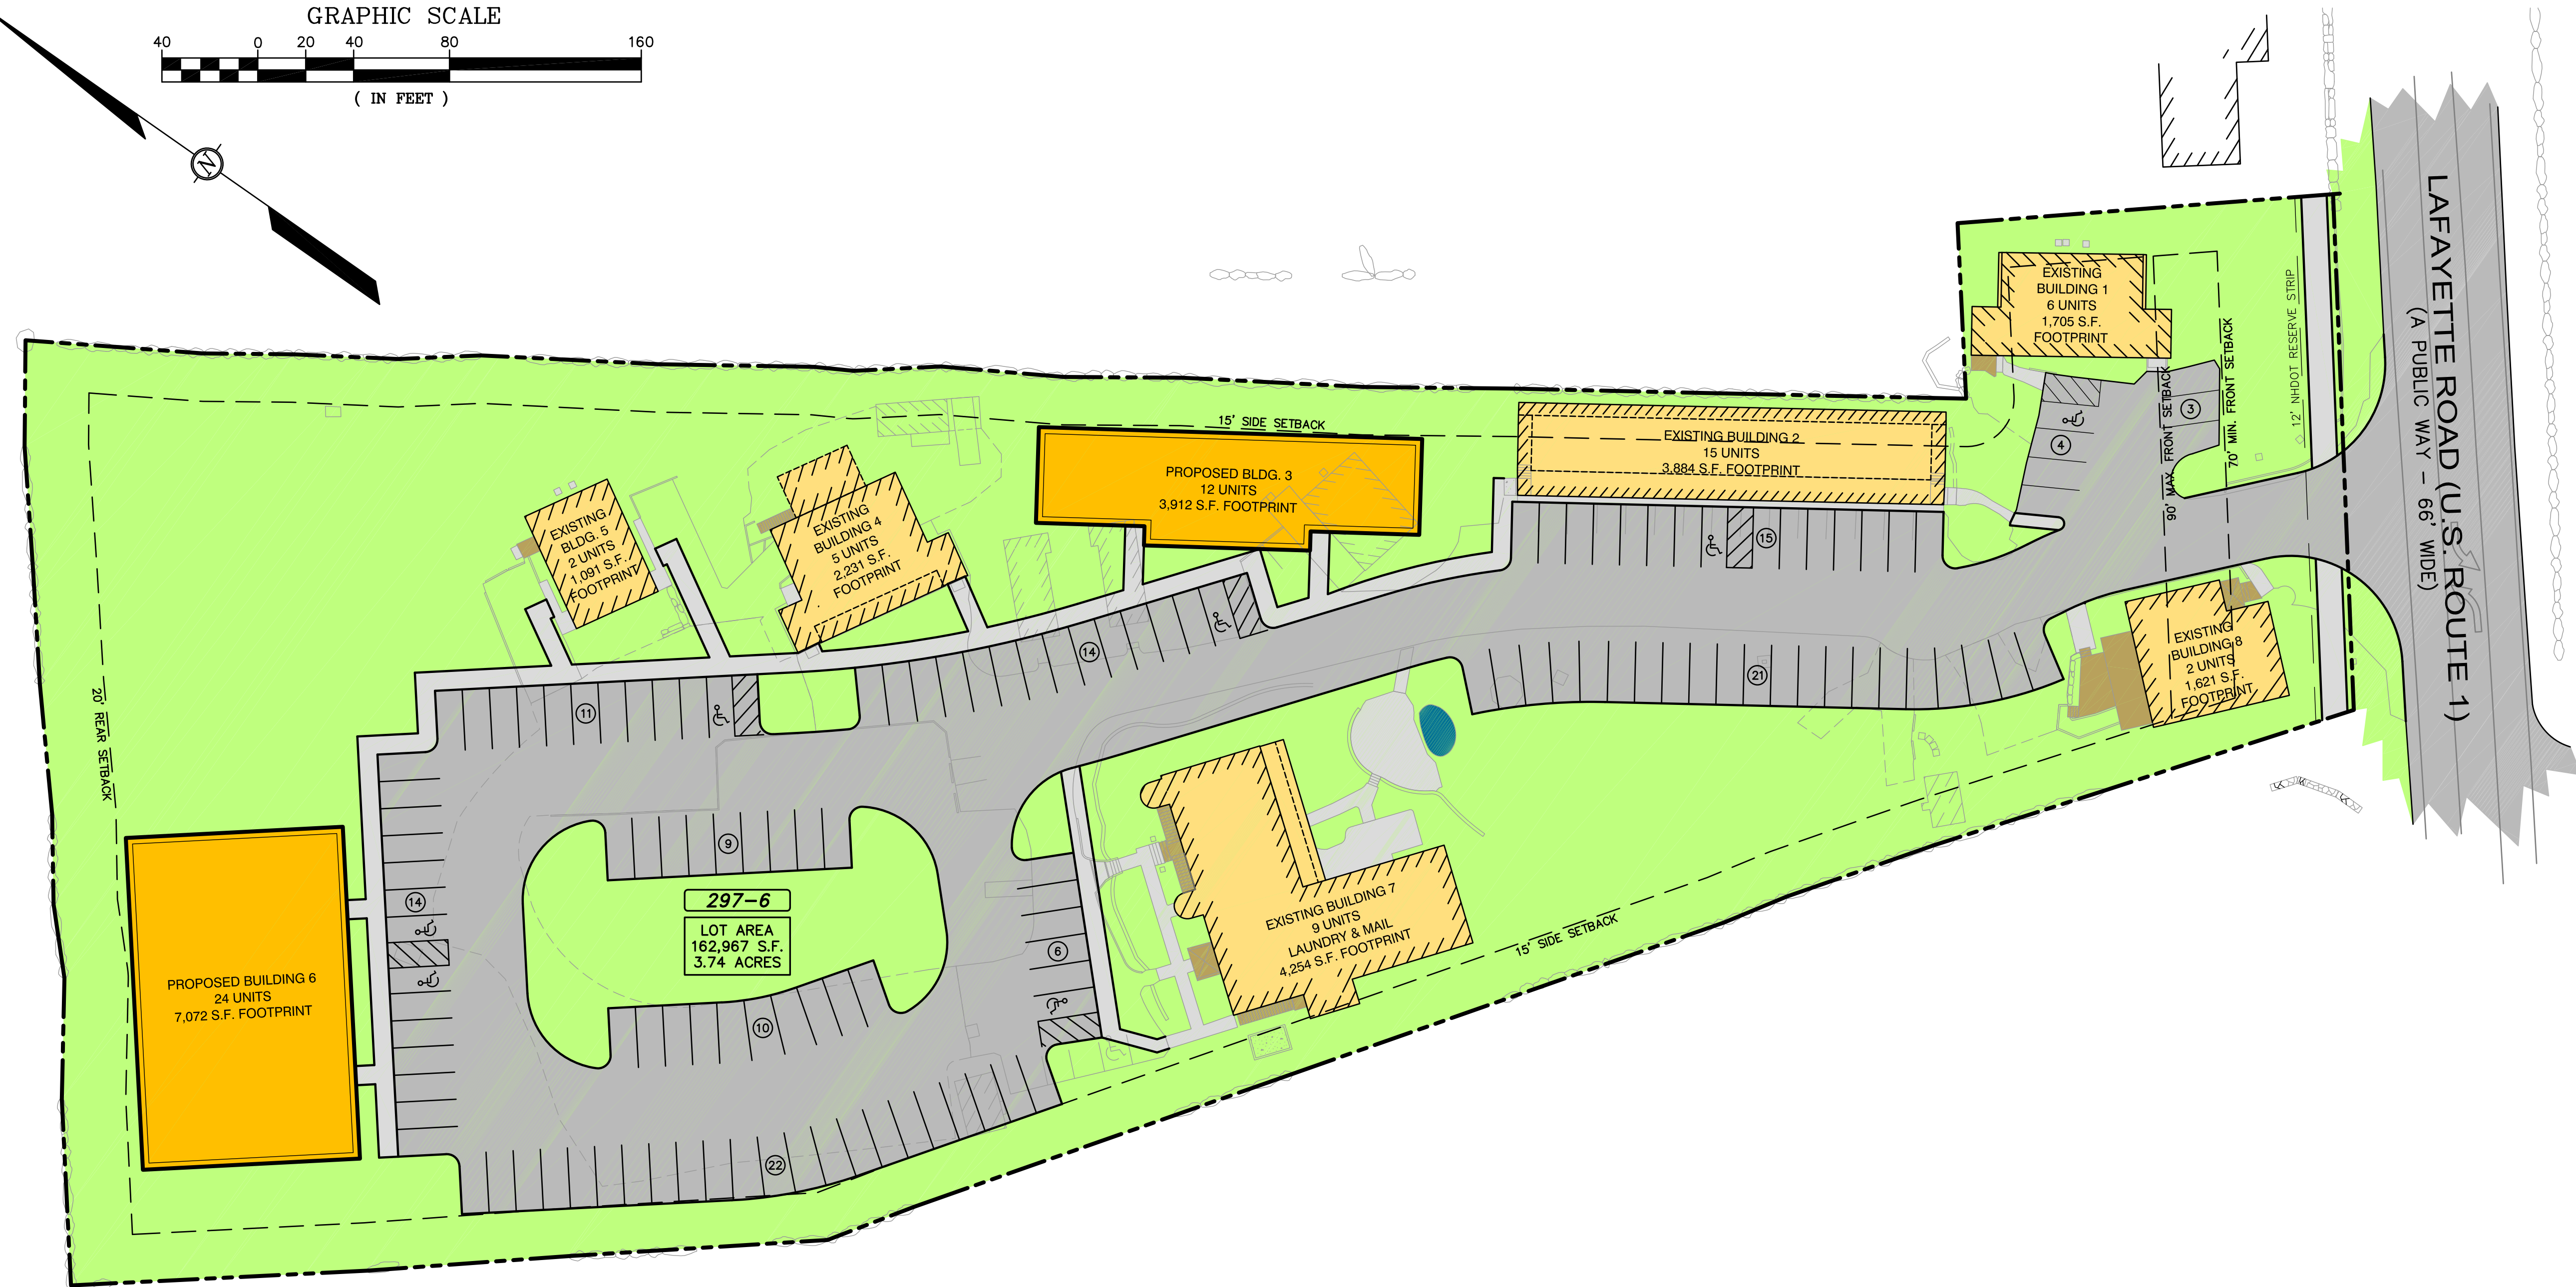 GRAPHIC SCALE
40 0 20 40 80 160
( IN FEET )
N
EXISTING
BUILDING 1
6 UNITS
1,705 S.F.
FOOTPRINT
12' NHDOT RESERVE STRIP
70' MIN. FRONT SETBACK
90' MAY FRONT SETBACK
LAFAYETTE ROAD (U.S. ROUTE 1)
(A PUBLIC WAY – 66' WIDE)
3
4
15' SIDE SETBACK
EXISTING BUILDING 2
15 UNITS
3,884 S.F. FOOTPRINT
PROPOSED BLDG. 3
12 UNITS
3,912 S.F. FOOTPRINT
EXISTING
BUILDING 4
5 UNITS
2,231 S.F.
FOOTPRINT
EXISTING
BLDG. 5
2 UNITS
1,091 S.F.
FOOTPRINT
15
14
21
11
EXISTING
BUILDING 8
2 UNITS
1,621 S.F.
FOOTPRINT
20' REAR SETBACK
9
14
297-6
LOT AREA
162,967 S.F.
3.74 ACRES
6
10
22
EXISTING BUILDING 7
9 UNITS
LAUNDRY & MAIL
4,254 S.F. FOOTPRINT
15' SIDE SETBACK
PROPOSED BUILDING 6
24 UNITS
7,072 S.F. FOOTPRINT